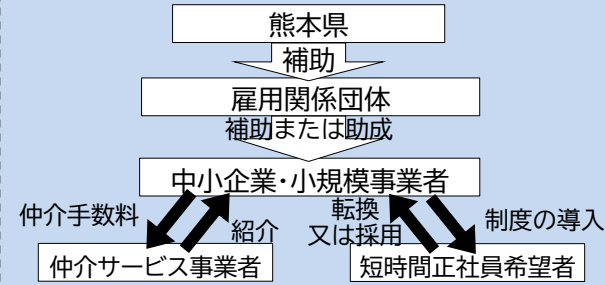 熊本県
補助
雇用関係団体
補助または助成
中小企業・小規模事業者
仲介手数料
紹介
転換
又は採用
制度の導入
仲介サービス事業者
短時間正社員希望者